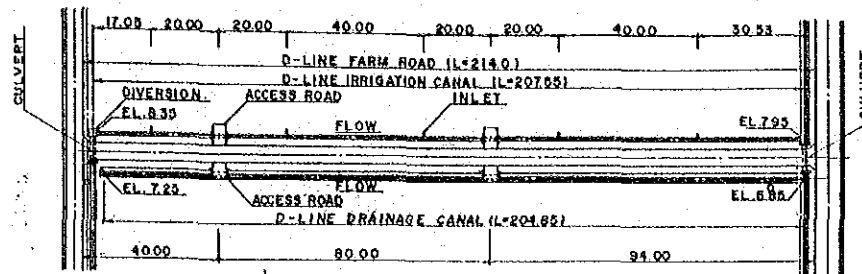 17.05 20.00 20.00 40.00 20.00 20.00 40.00 30.53
D-LINE FARM ROAD (L=214.0)
D-LINE IRRIGATION CANAL (L=207.65)
CULVERT
CULVERT
DIVERSION. ACCESS ROAD INLET
EL.8.35 FLOW EL.7.95
EL.7.25 FLOW EL.6.85
ACCESS ROAD
D-LINE DRAINAGE CANAL (L=204.65)
40.00 80.00 94.00